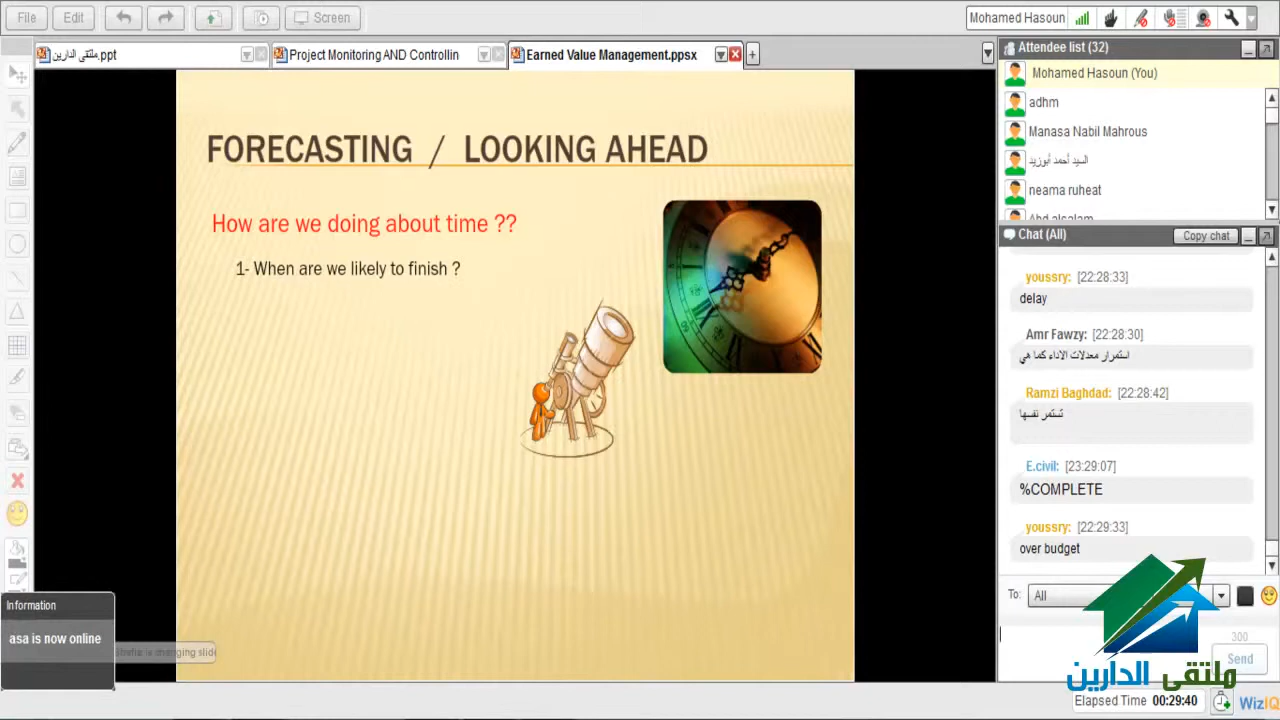 File
Edit
Screen
Mohamed Hasoun
ملتقى الدارين.ppt
Project Monitoring AND Controllin
Earned Value Management.ppsx
Attendee list (32)
Mohamed Hasoun (You)
adhm
Manasa Nabil Mahrous
السيد أحمد أبوزيد
neama ruheat
Abd alsalam
FORECASTING / LOOKING AHEAD
How are we doing about time ??
1- When are we likely to finish ?
Chat (All)
Copy chat
youssry: [22:28:33]
delay
Amr Fawzy: [22:28:30]
استمرار معدلات الاداء كما هي
Ramzi Baghdad: [22:28:42]
تستمر نفسها
E.civil: [23:29:07]
%COMPLETE
youssry: [22:29:33]
over budget
To:
All
300
Send
Information
asa is now online
is changing slide
ملتقى الدارين
Elapsed Time 00:29:40
WizIQ